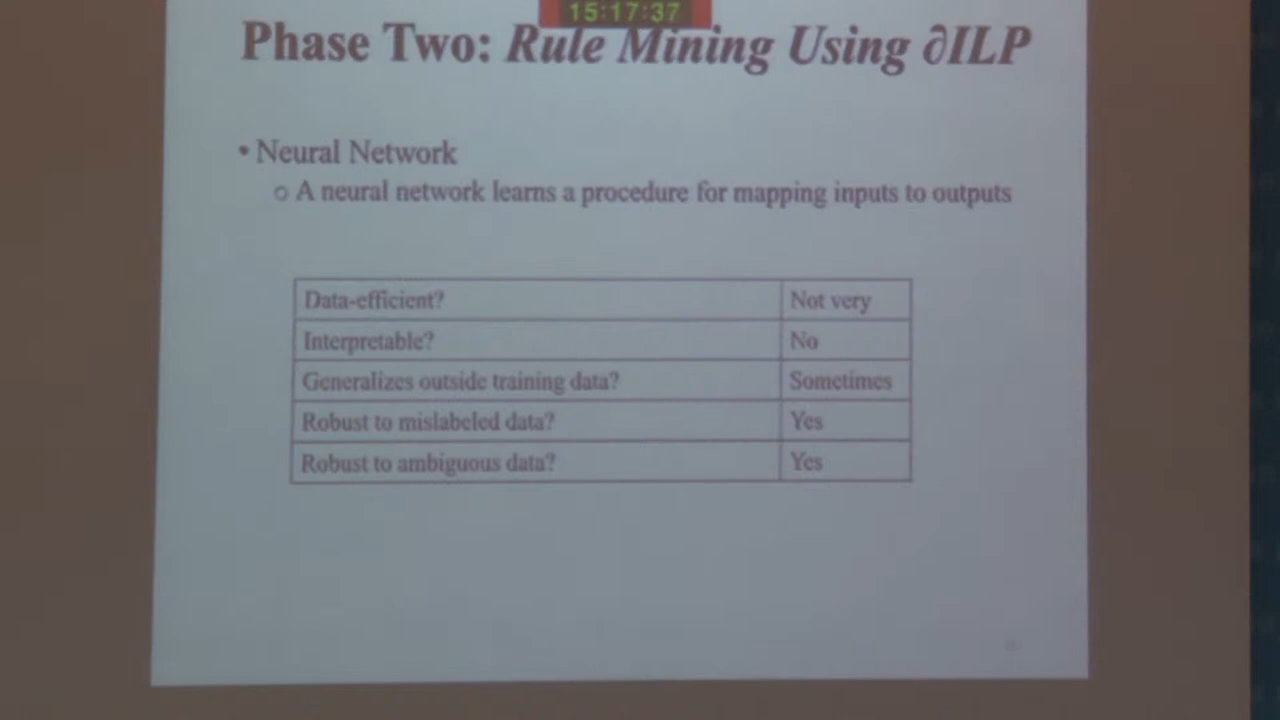 15:17:37
Phase Two: Rule Mining Using ∂ILP
• Neural Network
○ A neural network learns a procedure for mapping inputs to outputs
Data-efficient? Not very
Interpretable? No
Generalizes outside training data? Sometimes
Robust to mislabeled data? Yes
Robust to ambiguous data? Yes